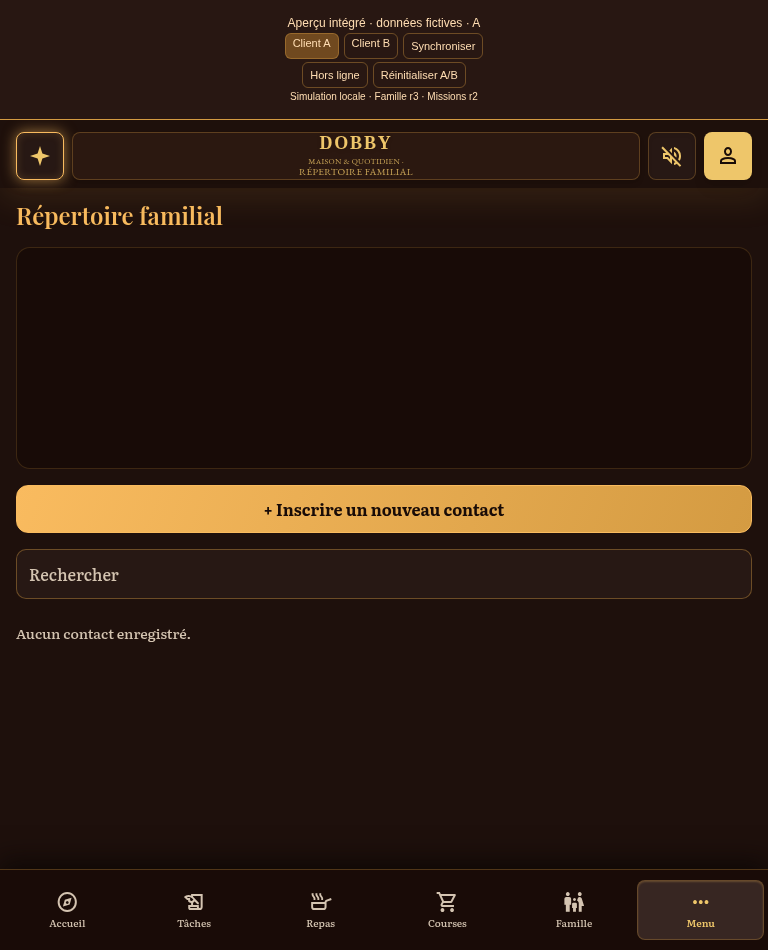 Aperçu intégré · données fictives · A
Client A
Client B
Synchroniser
Hors ligne
Réinitialiser A/B
Simulation locale · Famille r3 · Missions r2
DOBBY
MAISON & QUOTIDIEN ·
RÉPERTOIRE FAMILIAL
Répertoire familial
+ Inscrire un nouveau contact
Rechercher
Aucun contact enregistré.
Accueil
Tâches
Repas
Courses
Famille
Menu